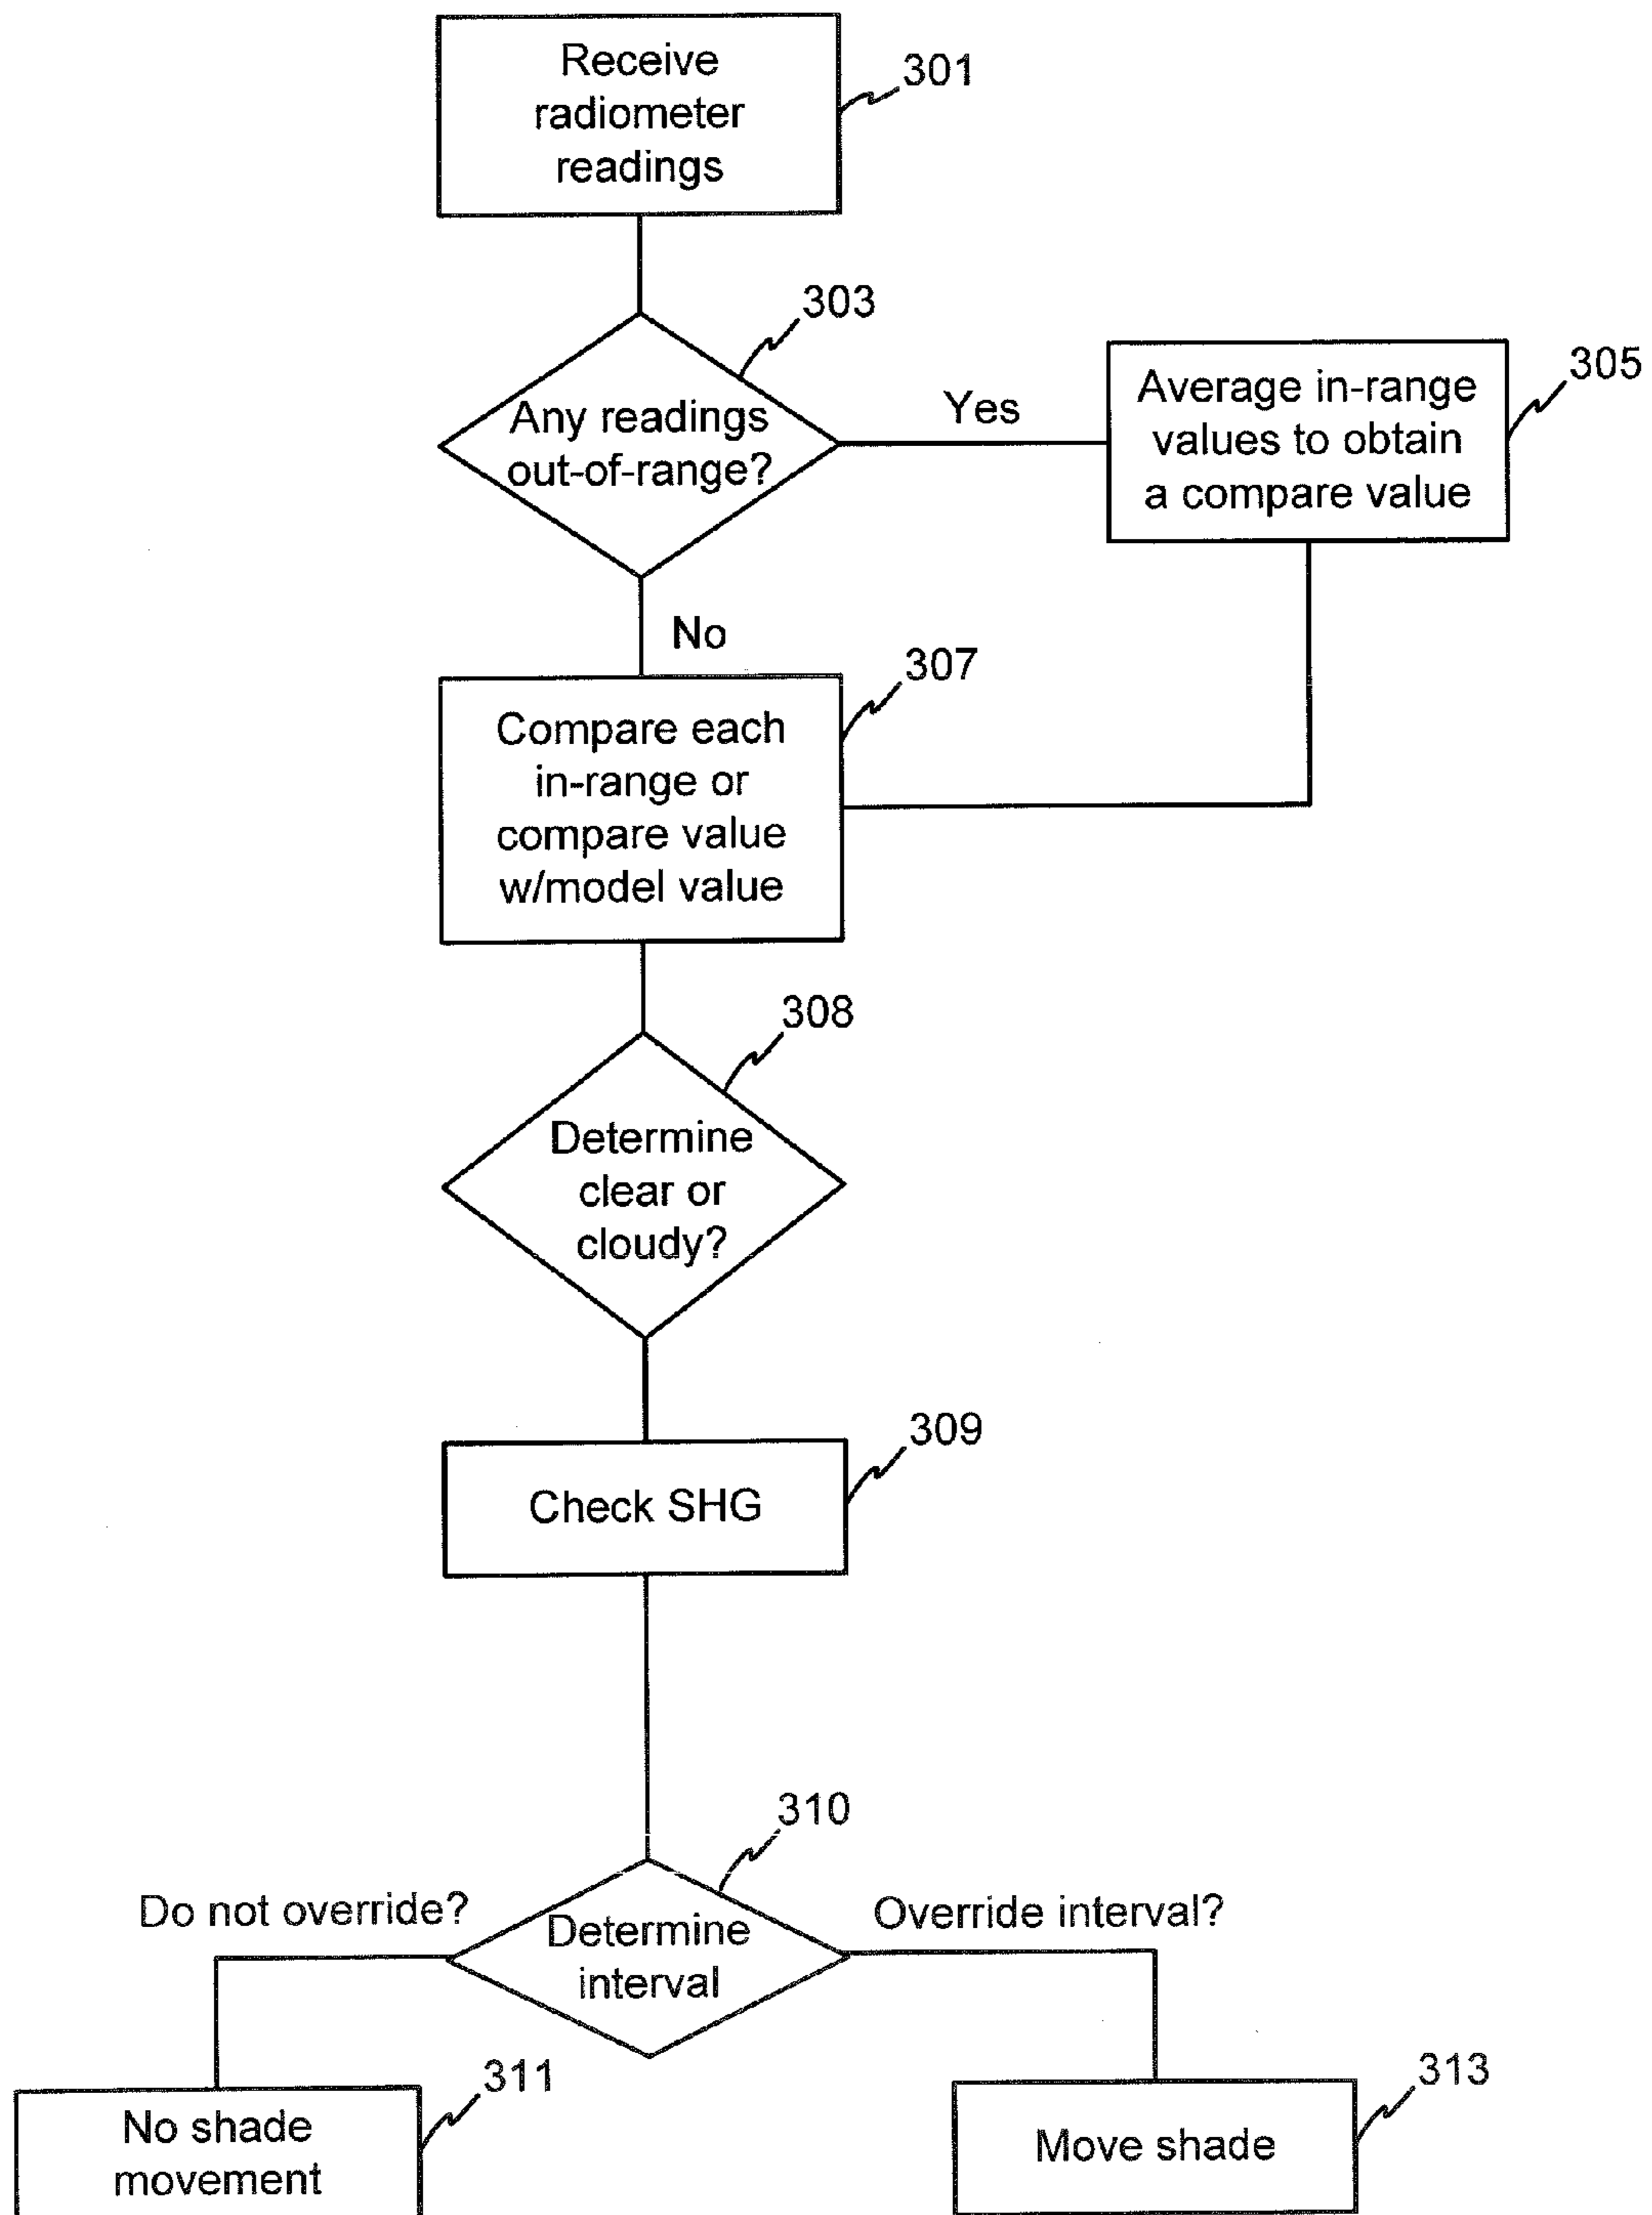 Receive
radiometer
readings
301
303
Any readings
out-of-range?
Yes
Average in-range
values to obtain
a compare value
305
No
307
Compare each
in-range or
compare value
w/model value
308
Determine
clear or
cloudy?
309
Check SHG
310
Do not override?
Determine
interval
Override interval?
311
No shade
movement
313
Move shade